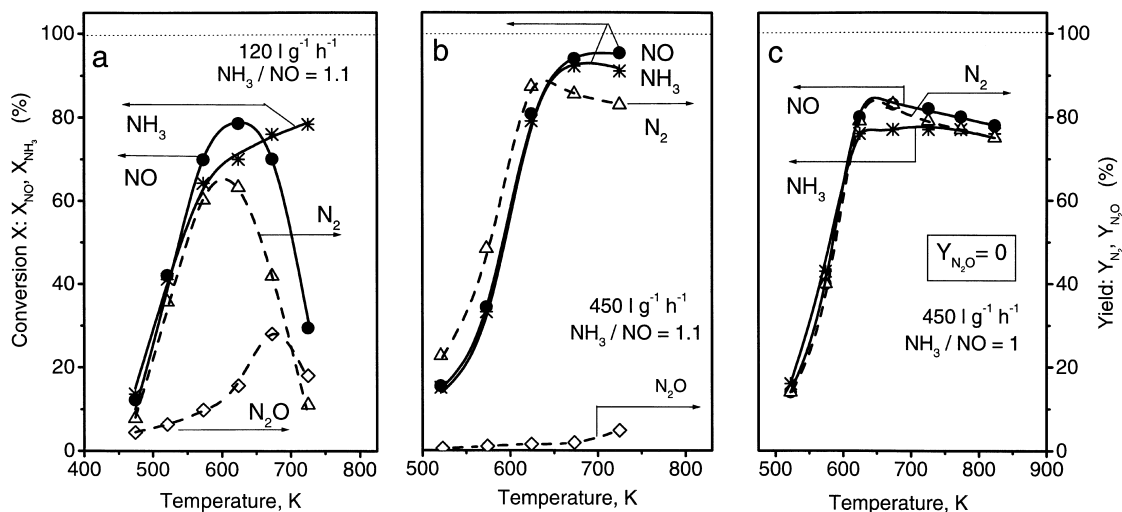 100
80
60
40
20
0
Conversion X: X_NO, X_NH₃ (%)
a
120 l g⁻¹ h⁻¹
NH₃ / NO = 1.1
NH₃
NO
N₂
N₂O
400 500 600 700 800
Temperature, K
b
NO
NH₃
N₂
450 l g⁻¹ h⁻¹
NH₃ / NO = 1.1
N₂O
500 600 700 800
Temperature, K
c
N₂
NO
NH₃
Y_N₂O = 0
450 l g⁻¹ h⁻¹
NH₃ / NO = 1
500 600 700 800 900
Temperature, K
100
80
60
40
20
0
Yield: Y_N₂, Y_N₂O (%)